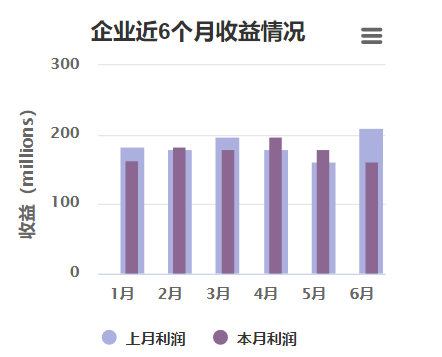 企业近6个月收益情况
收益 (millions)
300
200
100
0
1月 2月 3月 4月 5月 6月
上月利润 本月利润